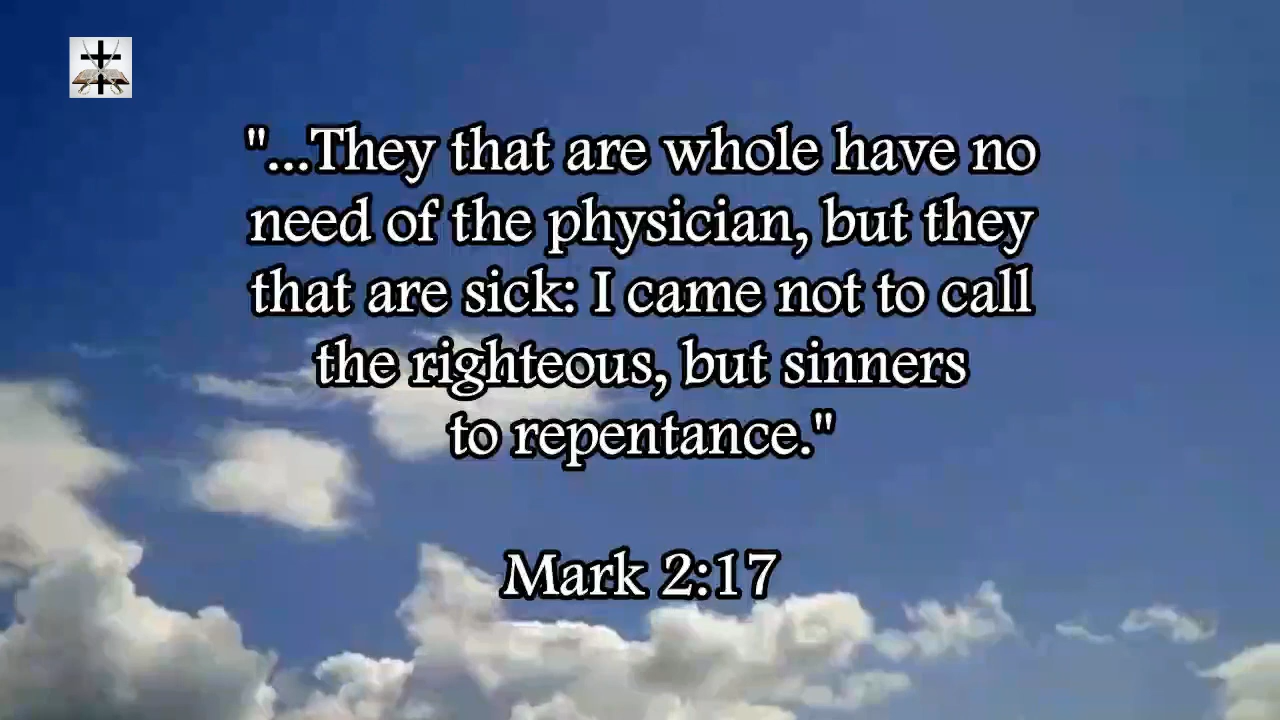 "...They that are whole have no
need of the physician, but they
that are sick: I came not to call
the righteous, but sinners
to repentance."
Mark 2:17